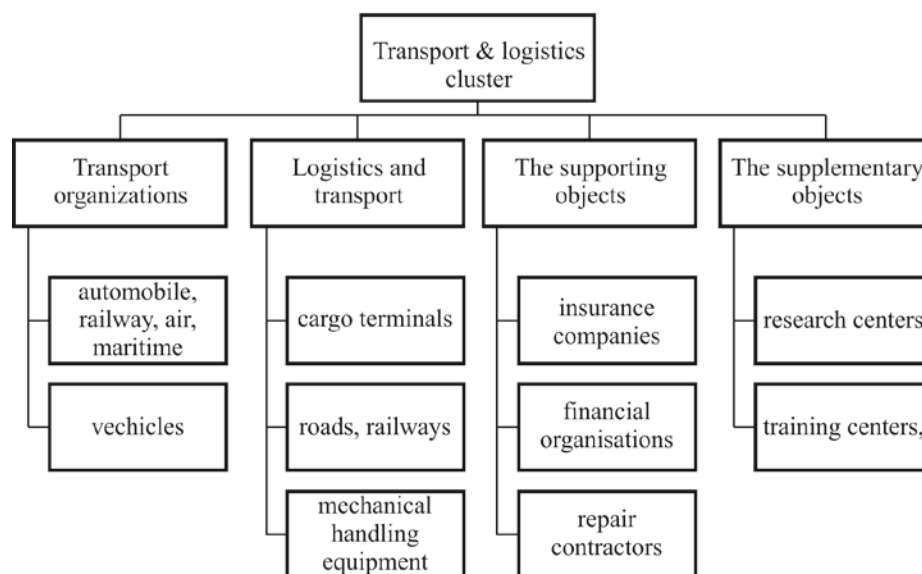 Transport & logistics
cluster
Transport
organizations
Logistics and
transport
The supporting
objects
The supplementary
objects
automobile,
railway, air,
maritime
vechicles
cargo terminals
roads, railways
mechanical
handling
equipment
insurance
companies
financial
organisations
repair
contractors
research centers
training centers,